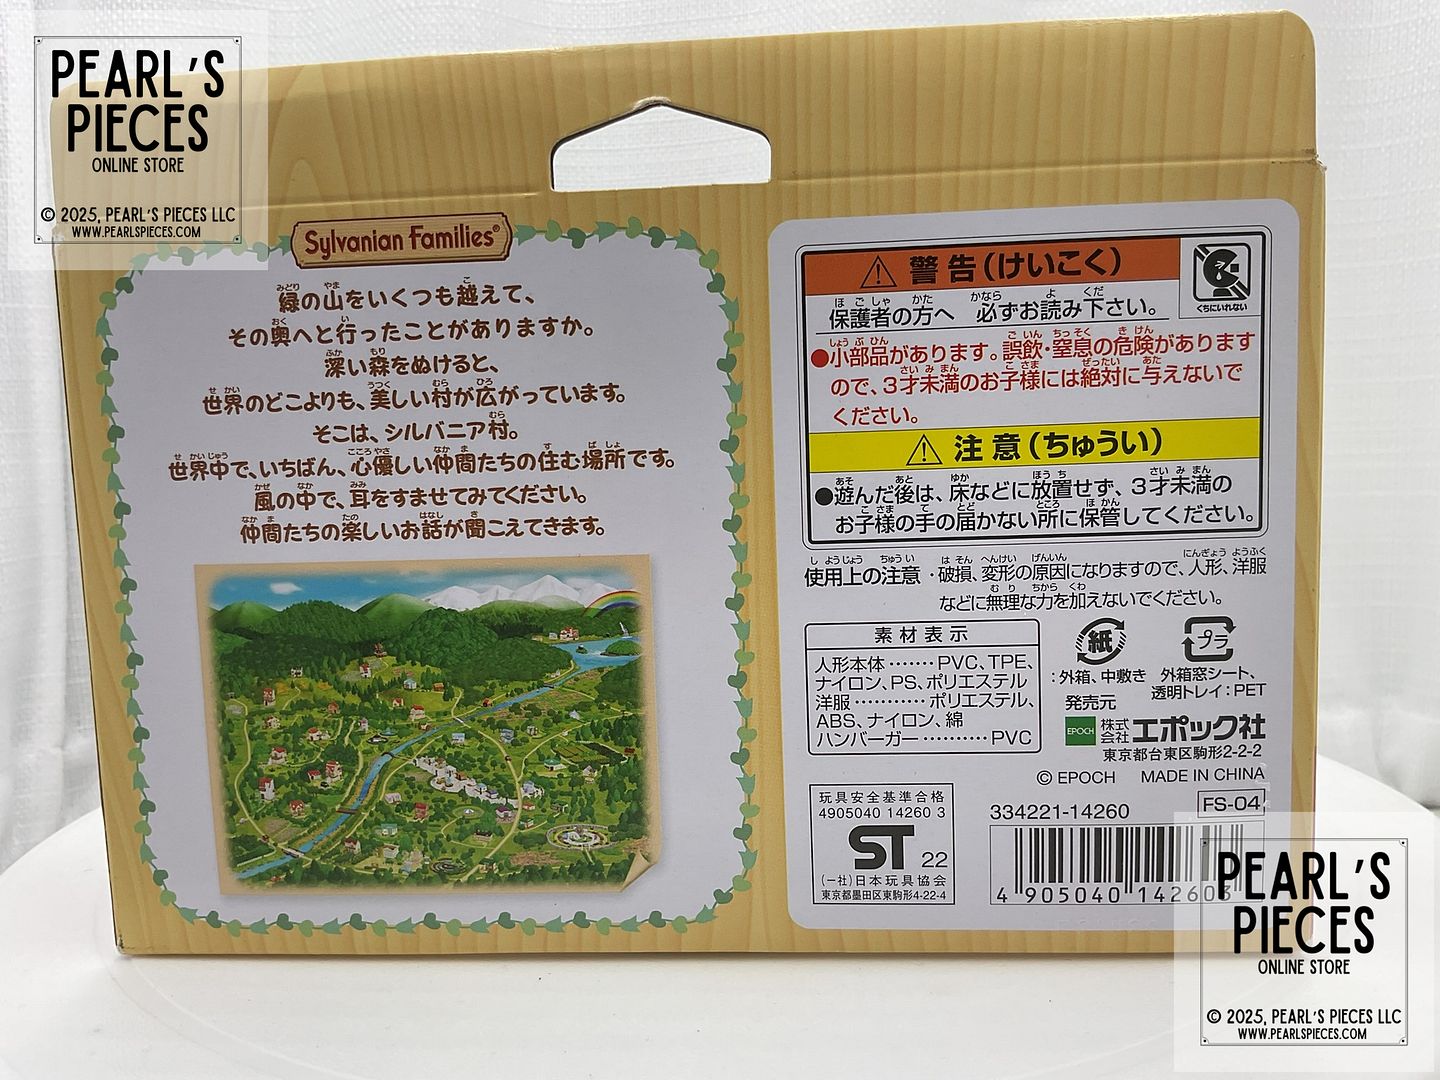 PEARL'S
PIECES
ONLINE STORE
© 2025, PEARL'S PIECES LLC
WWW.PEARLSPIECES.COM
Sylvanian Families®
緑の山をいくつも越えて、
その奥へと行ったことがありますか。
深い森をぬけると、
世界のどこよりも、美しい村が広がっています。
そこは、シルバニア村。
世界中で、いちばん、心優しい仲間たちの住む場所です。
風の中で、耳をすませてみてください。
仲間たちの楽しいお話が聞こえてきます。
警告(けいこく)
くちにいれない
保護者の方へ 必ずお読み下さい。
●小部品があります。誤飲・窒息の危険があります
ので、3才未満のお子様には絶対に与えないで
ください。
注意(ちゅうい)
●遊んだ後は、床などに放置せず、3才未満の
お子様の手の届かない所に保管してください。
使用上の注意・破損、変形の原因になりますので、人形、洋服
などに無理な力を加えないでください。
素材表示
人形本体‥‥‥PVC、TPE、
ナイロン、PS、ポリエステル
洋服‥‥‥‥‥ポリエステル、
ABS、ナイロン、綿
ハンバーガー‥‥‥‥‥PVC
紙
:外箱、中敷き
プラ
外箱窓シート、
透明トレイ:PET
発売元
EPOCH 株式会社エポック社
東京都台東区駒形2-2-2
© EPOCH MADE IN CHINA
玩具安全基準合格
4905040 14260 3
ST 22
(一社)日本玩具協会
東京都墨田区東駒形4-22-4
334221-14260
FS-04
4 905040 142603
PEARL'S
PIECES
ONLINE STORE
© 2025, PEARL'S PIECES LLC
WWW.PEARLSPIECES.COM